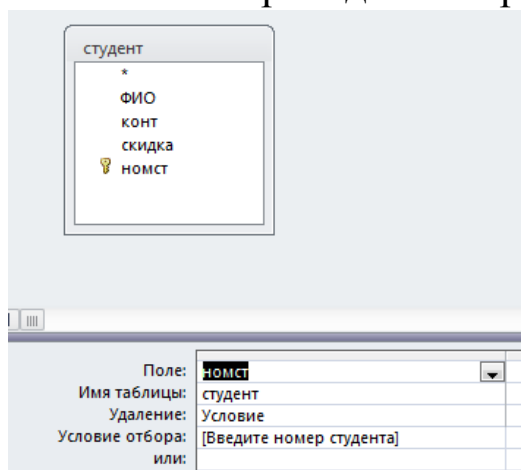 студент
*
ФИО
конт
скидка
номст
Поле: номст
Имя таблицы: студент
Удаление: Условие
Условие отбора: [Введите номер студента]
или: